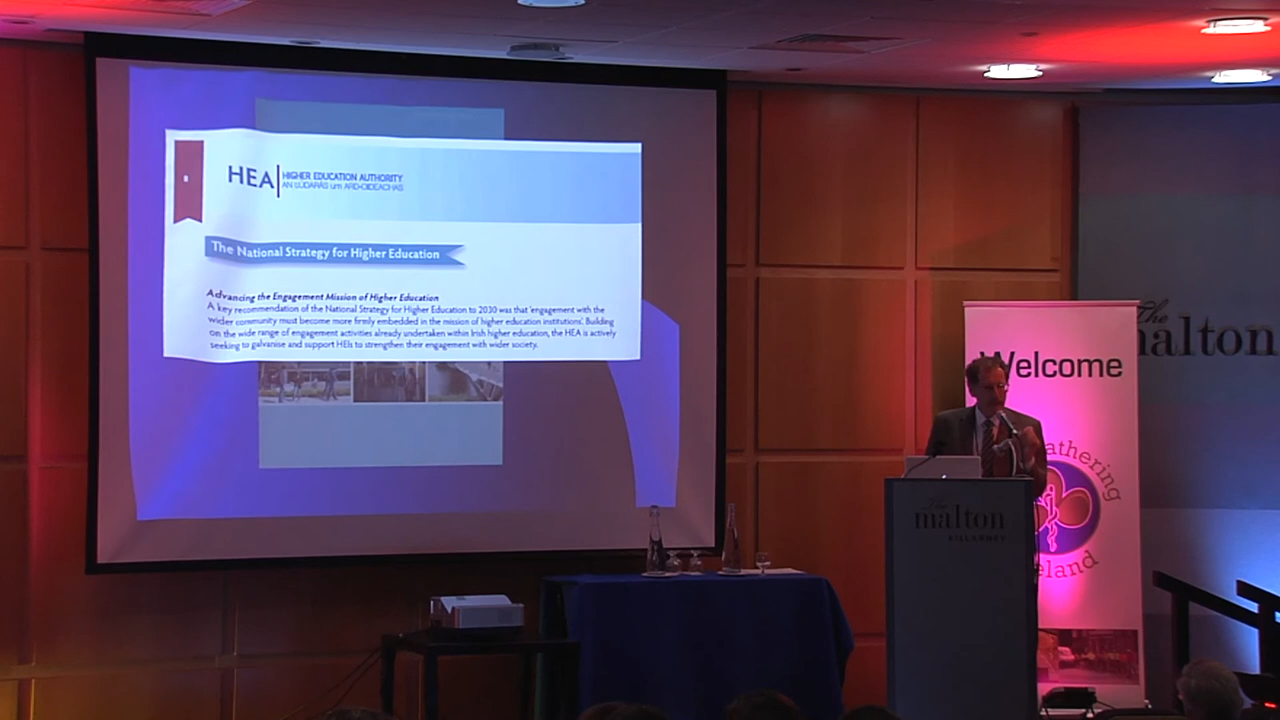 HEA
HIGHER EDUCATION AUTHORITY
AN tÚDARÁS um ARD-OIDEACHAS
The National Strategy for Higher Education
Advancing the Engagement Mission of Higher Education
A key recommendation of the National Strategy for Higher Education to 2030 was that 'engagement with the
wider community must become more firmly embedded in the mission of higher education institutions'. Building
on the wide range of engagement activities already undertaken within Irish higher education, the HEA is actively
seeking to galvanise and support HEIs to strengthen their engagement with wider society.
Welcome
athering
eland
The
malton
The
malton
KILLARNEY